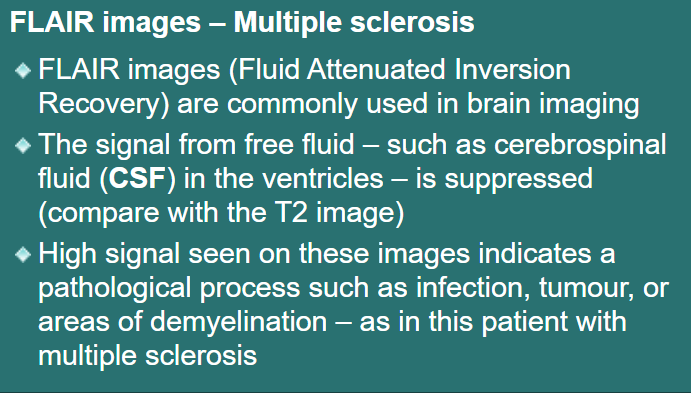 FLAIR images – Multiple sclerosis
FLAIR images (Fluid Attenuated Inversion
Recovery) are commonly used in brain imaging
The signal from free fluid – such as cerebrospinal
fluid (CSF) in the ventricles – is suppressed
(compare with the T2 image)
High signal seen on these images indicates a
pathological process such as infection, tumour, or
areas of demyelination – as in this patient with
multiple sclerosis